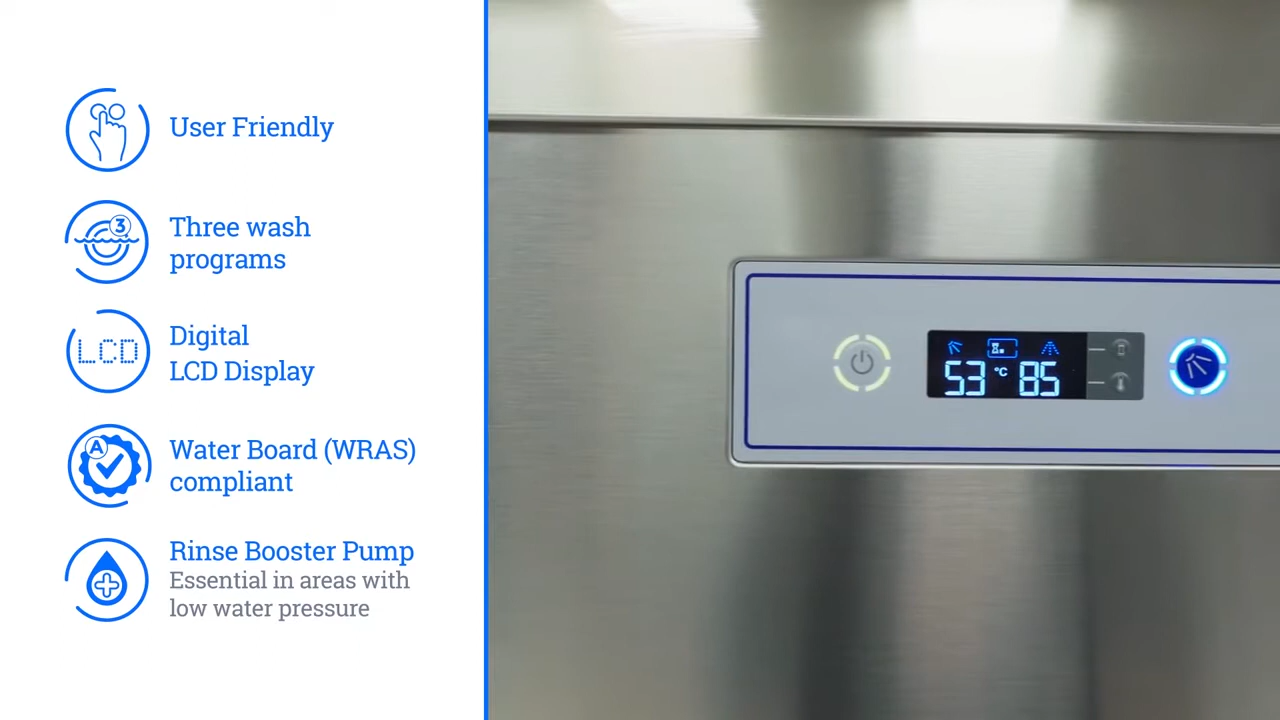 User Friendly
3
Three wash
programs
LCD
Digital
LCD Display
A
Water Board (WRAS)
compliant
Rinse Booster Pump
Essential in areas with
low water pressure
53 °C 85